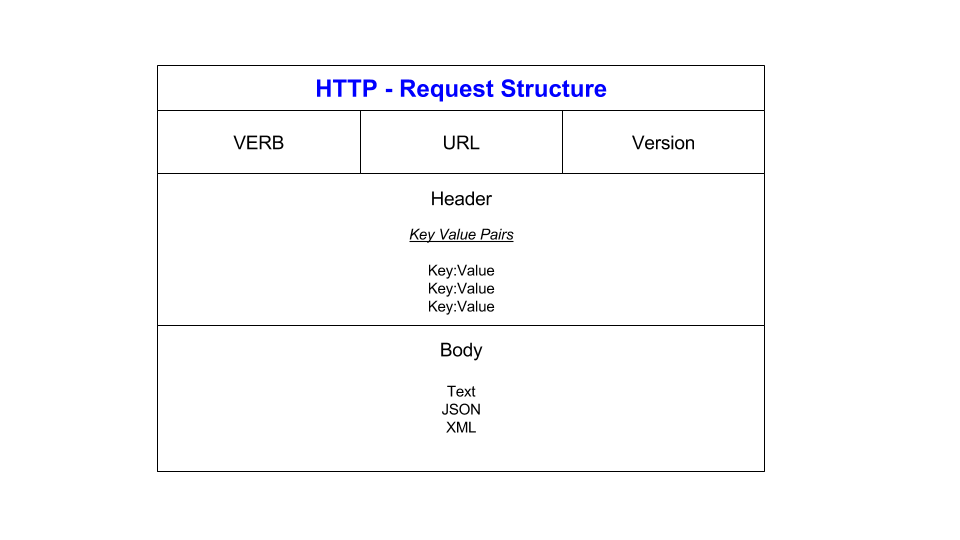 HTTP - Request Structure
VERB URL Version
Header
Key Value Pairs
Key:Value
Key:Value
Key:Value
Body
Text
JSON
XML